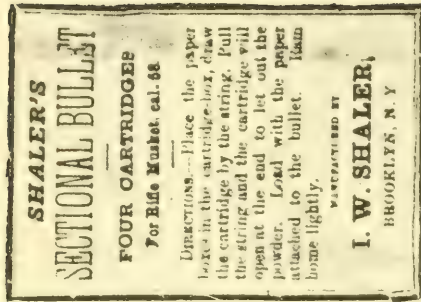 SHALER'S
SECTIONAL BULLET
FOUR CARTRIDGES
For Rifle Musket, cal. 58
DIRECTIONS.—Place the paper
boxes in the cartridge-box, draw
the cartridge by the string. Pull
the string and the cartridge will
open at the end to let out the
powder. Load with the paper
attached to the bullet. Ram
home lightly.
MANUFACTURED BY
I. W. SHALER,
BROOKLYN, N.Y